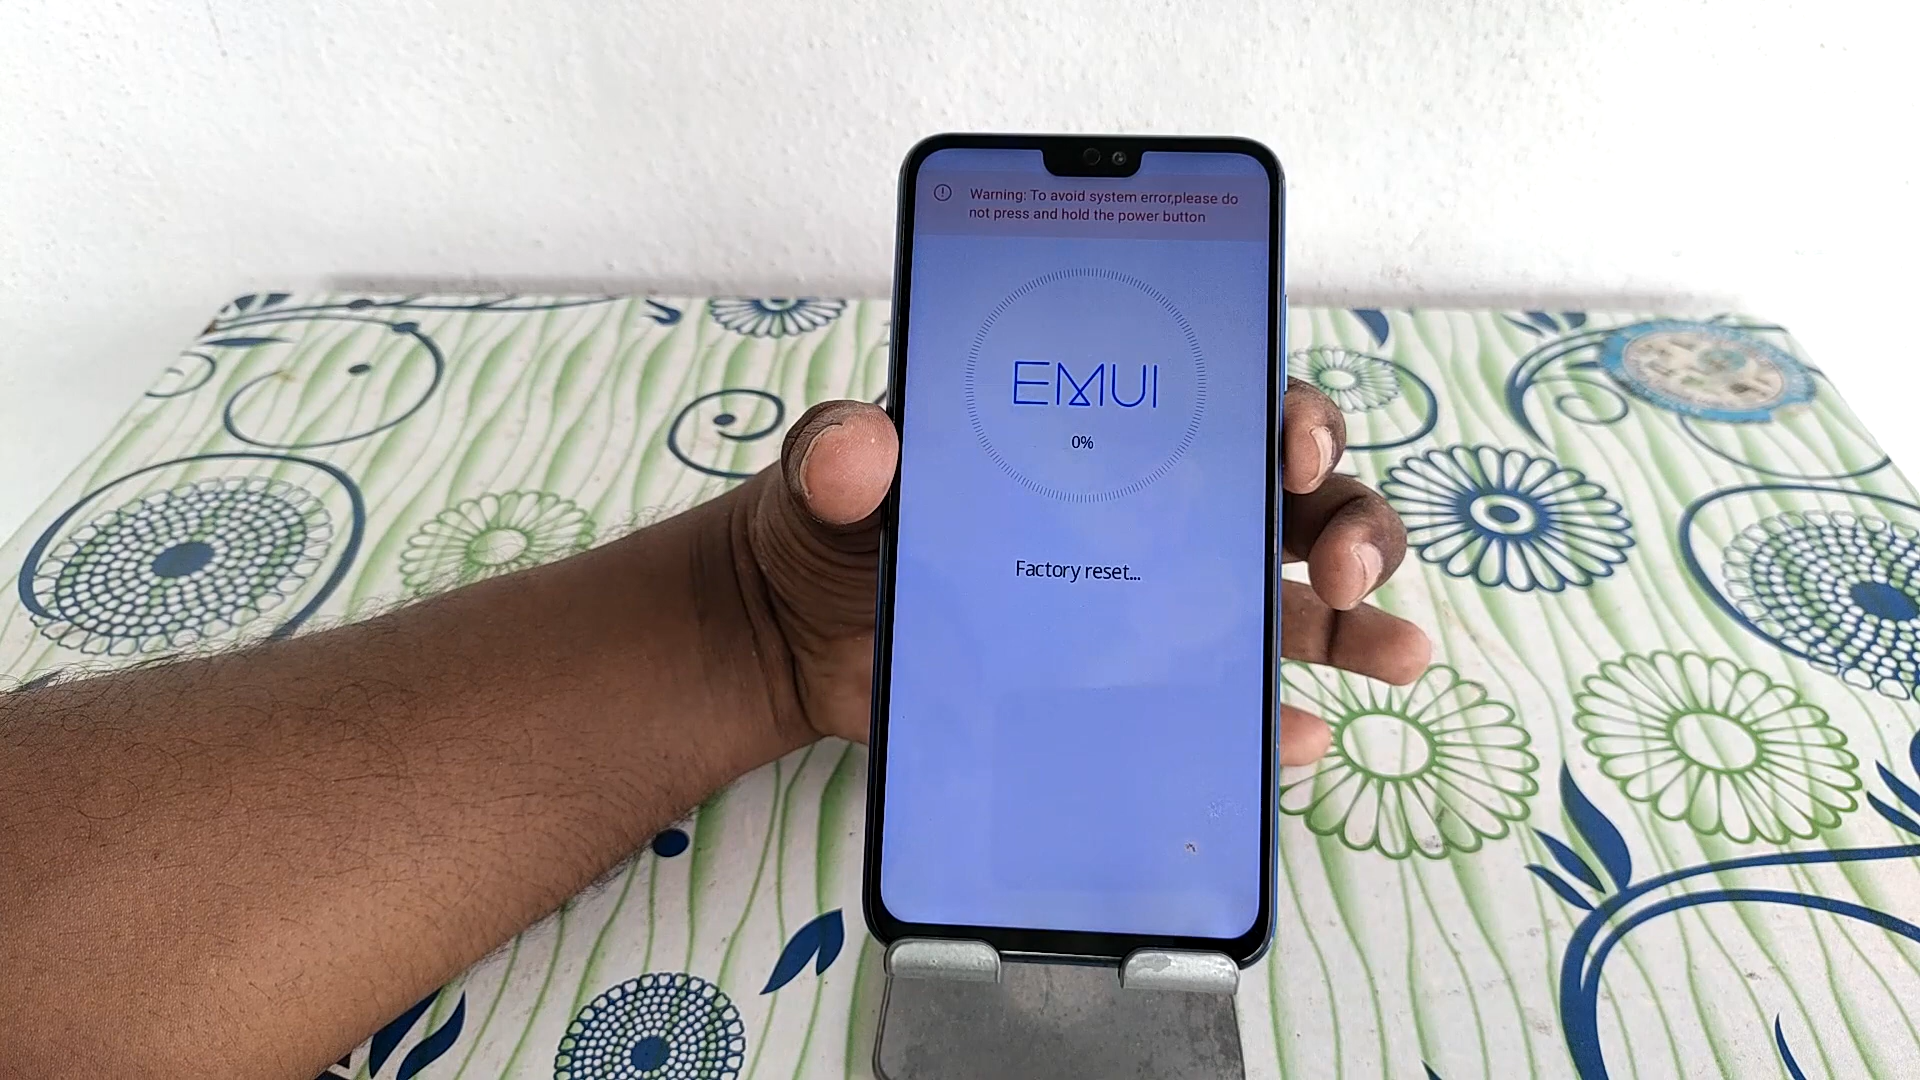 Warning: To avoid system error,please do
not press and hold the power button
EMUI
0%
Factory reset...